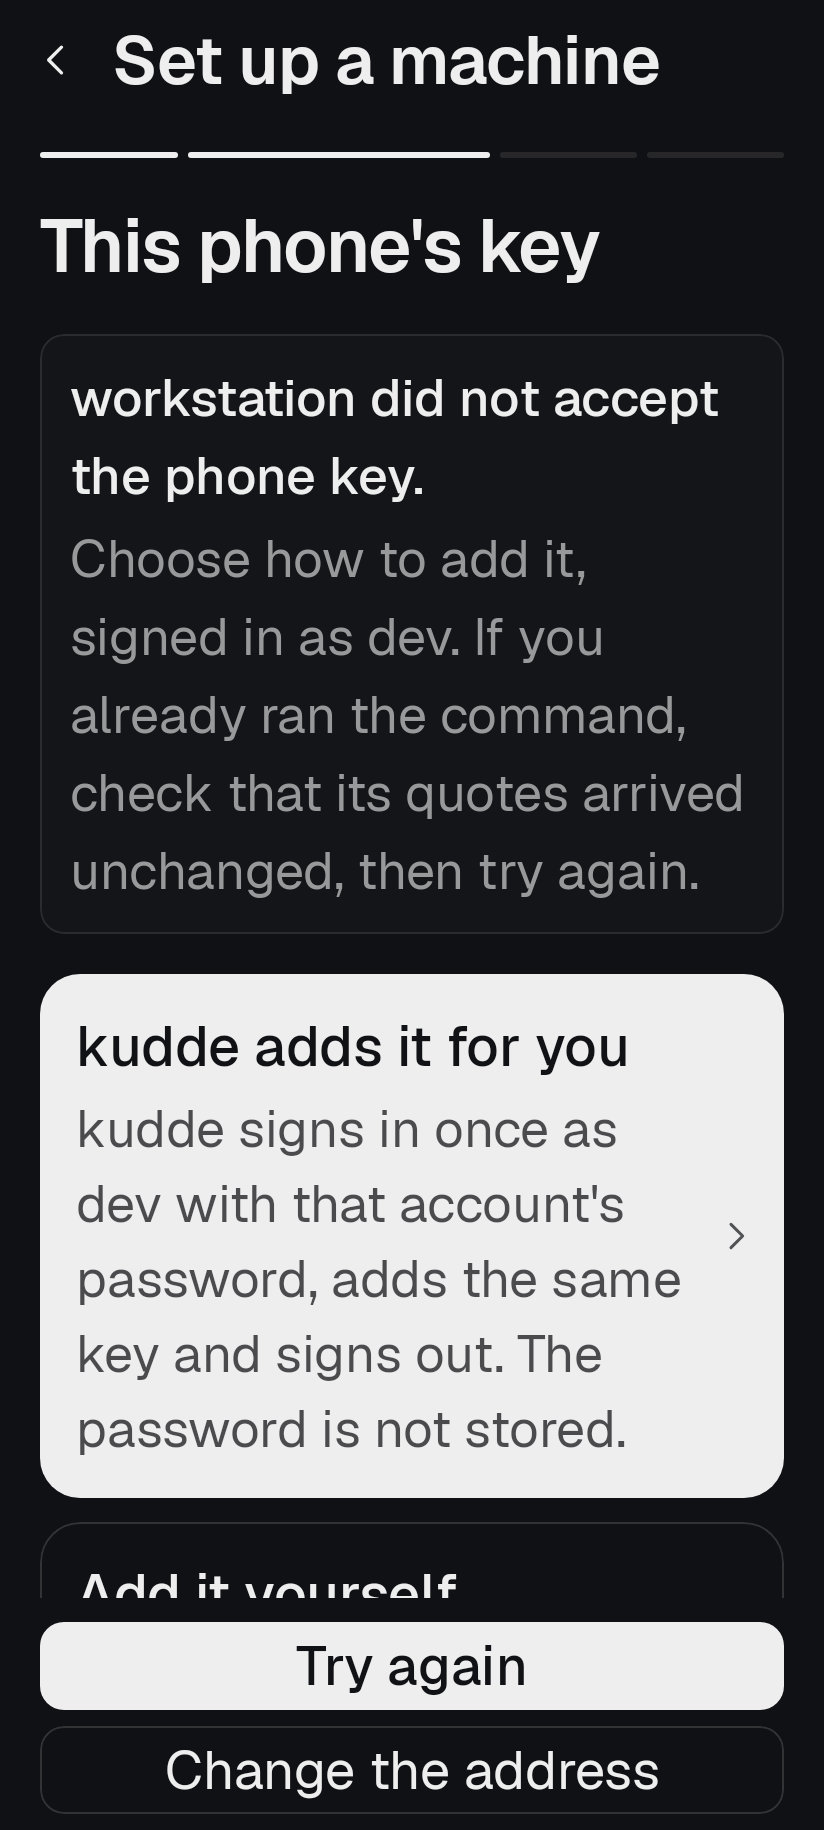 Set up a machine
This phone's key
workstation did not accept
the phone key.
Choose how to add it,
signed in as dev. If you
already ran the command,
check that its quotes arrived
unchanged, then try again.
kudde adds it for you
kudde signs in once as
dev with that account's
password, adds the same
key and signs out. The
password is not stored.
Add it yourself
Try again
Change the address